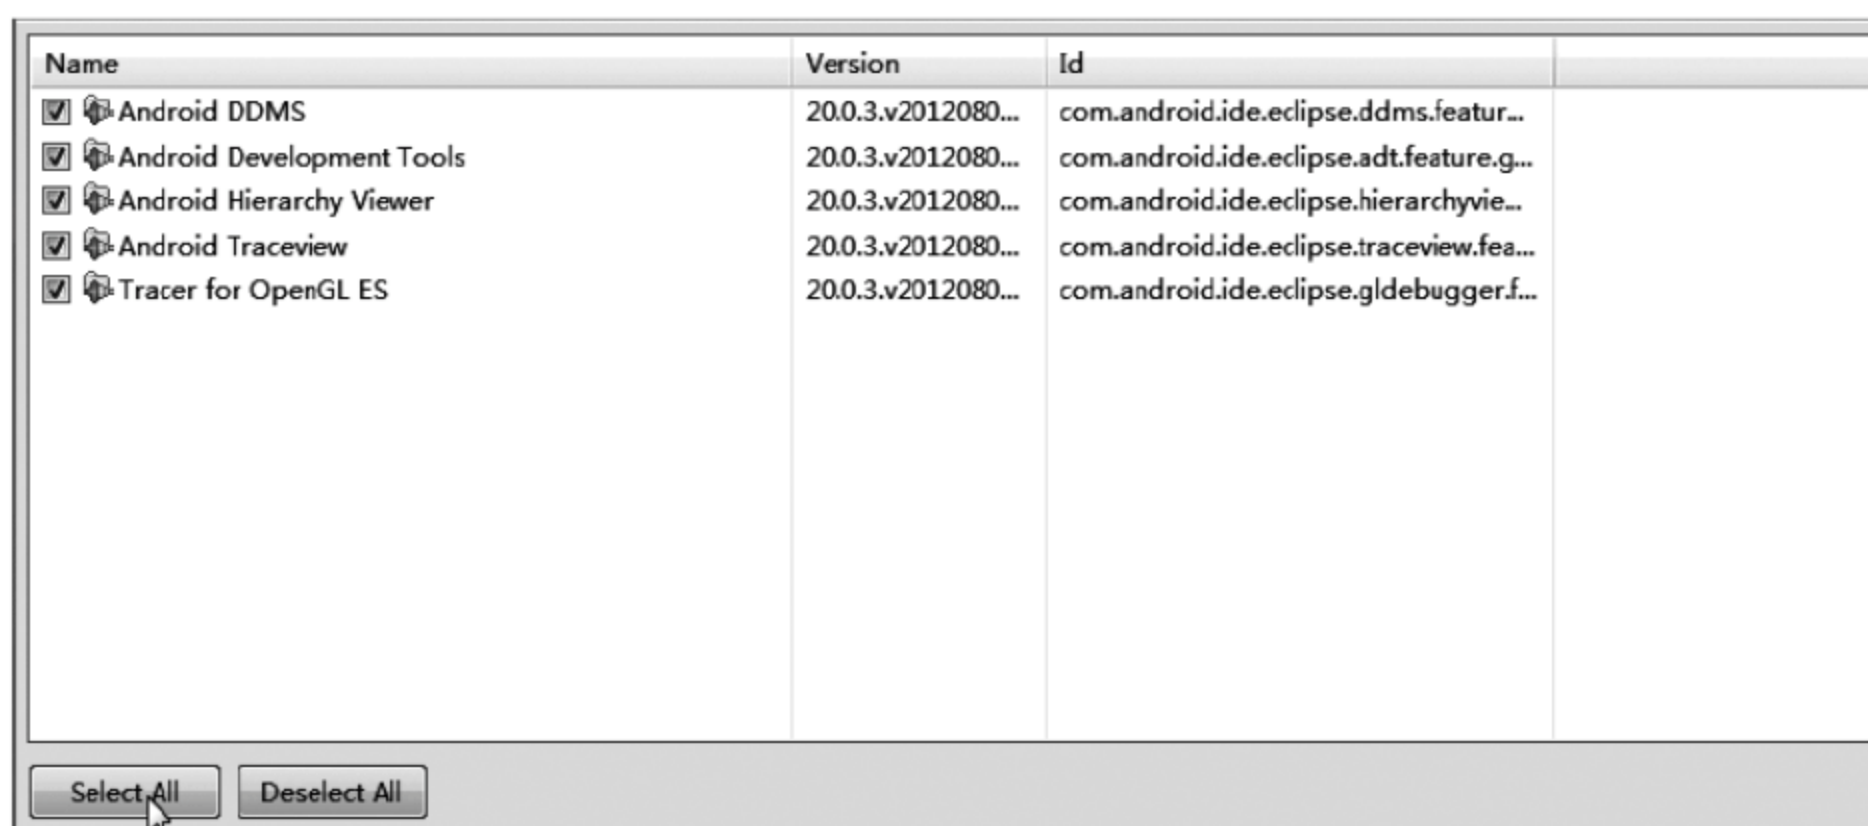 Name Version Id
Android DDMS 20.0.3.v2012080... com.android.ide.eclipse.ddms.featur...
Android Development Tools 20.0.3.v2012080... com.android.ide.eclipse.adt.feature.g...
Android Hierarchy Viewer 20.0.3.v2012080... com.android.ide.eclipse.hierarchyvie...
Android Traceview 20.0.3.v2012080... com.android.ide.eclipse.traceview.fea...
Tracer for OpenGL ES 20.0.3.v2012080... com.android.ide.eclipse.gldebugger.f...
Select All Deselect All